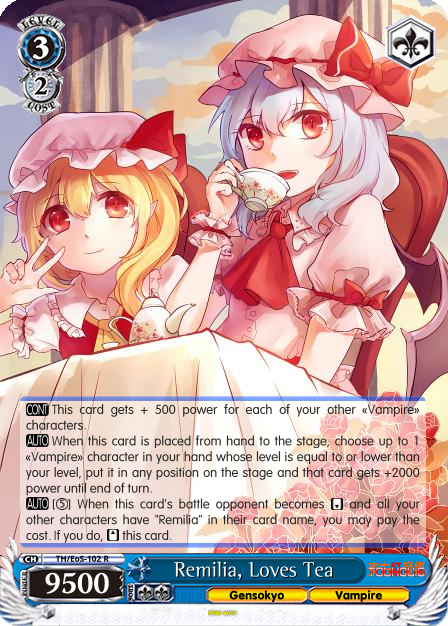 LEVEL
3
2
COST
CONT This card gets + 500 power for each of your other «Vampire»
characters.
AUTO When this card is placed from hand to the stage, choose up to 1
«Vampire» character in your hand whose level is equal to or lower than
your level, put it in any position on the stage and that card gets +2000
power until end of turn.
AUTO [(5)] When this card's battle opponent becomes [] and all your
other characters have "Remilia" in their card name, you may pay the
cost. If you do, [] this card.
CH TH/EoS-102 R
POWER
9500
SOUL
Remilia, Loves Tea
Gensokyo
Vampire